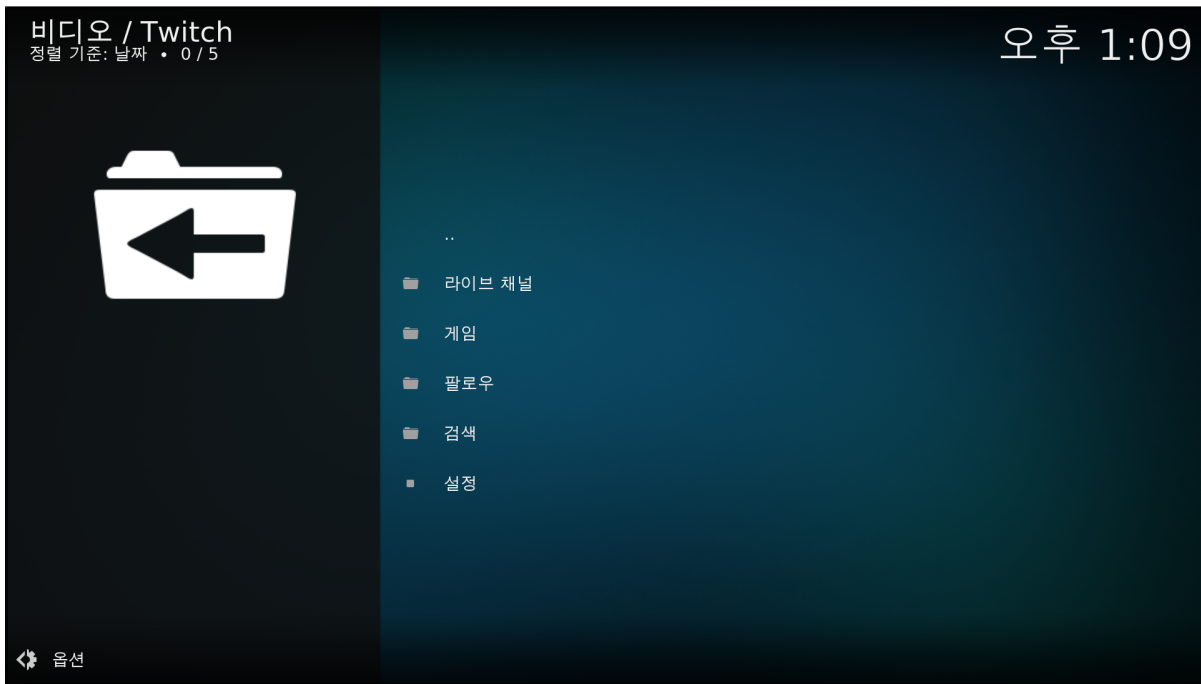 비디오 / Twitch
정렬 기준: 날짜 • 0 / 5
오후 1:09
..
라이브 채널
게임
팔로우
검색
설정
옵션